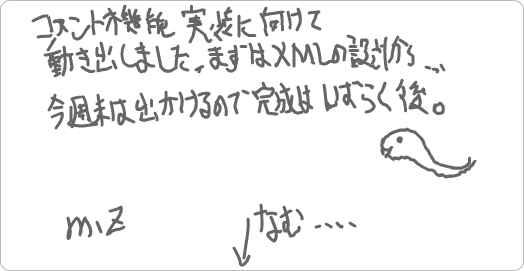 コメント機能実装に向けて
動き出しました。まずはXMLの設計から…
今週末は出かけるので完成はしばらく後。
miz
なむ‥‥